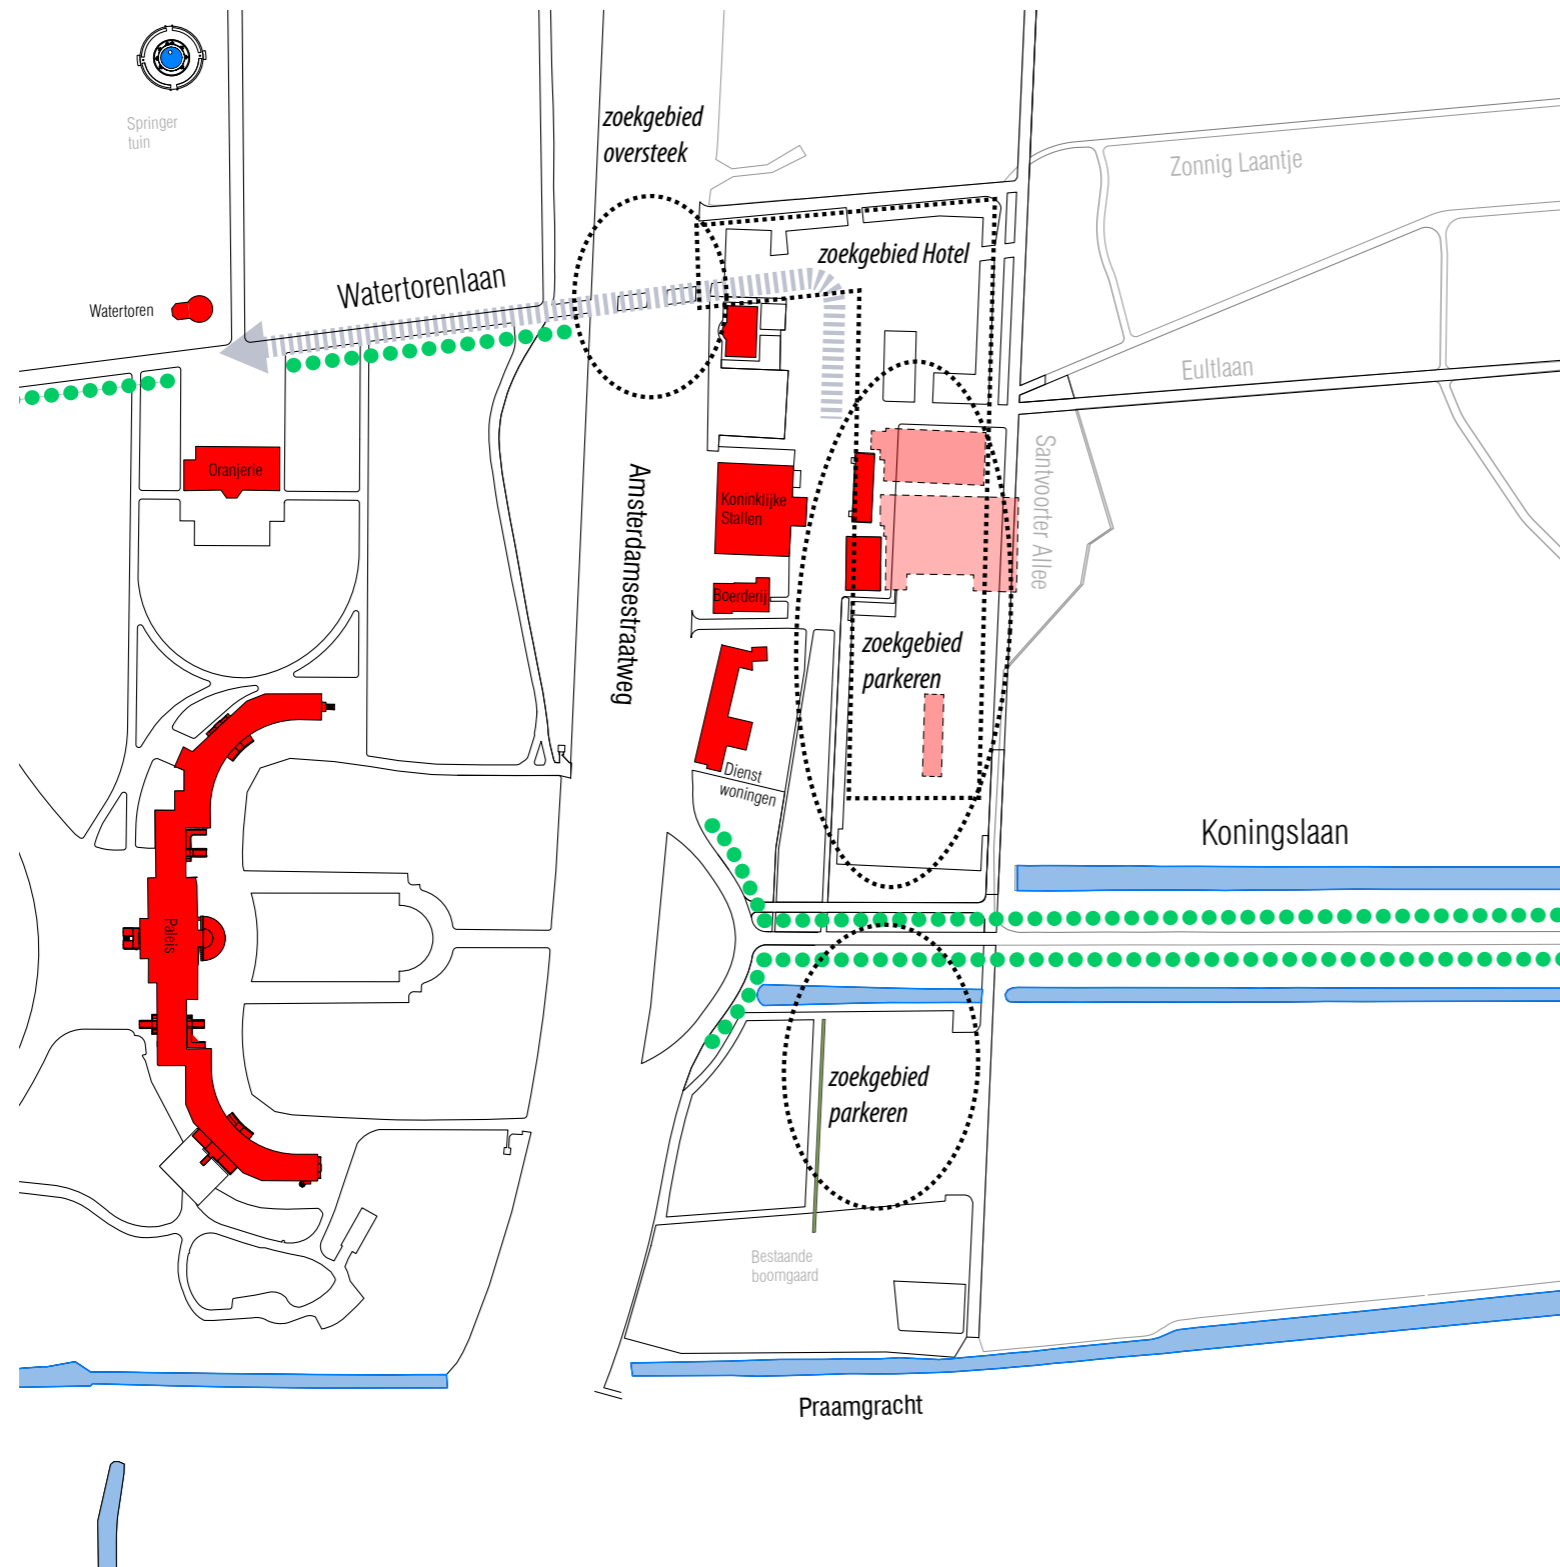 zoekgebied
oversteek
Springer
tuin
Zonnig Laantje
zoekgebied Hotel
Watertorenlaan
Watertoren
Eultlaan
Oranjerie
Koninklijke
Stallen
Amsterdamsestraatweg
Santvoorter Allee
Boerderij
zoekgebied
parkeren
Dienst
woningen
Koningslaan
Paleis
zoekgebied
parkeren
Bestaande
boomgaard
Praamgracht